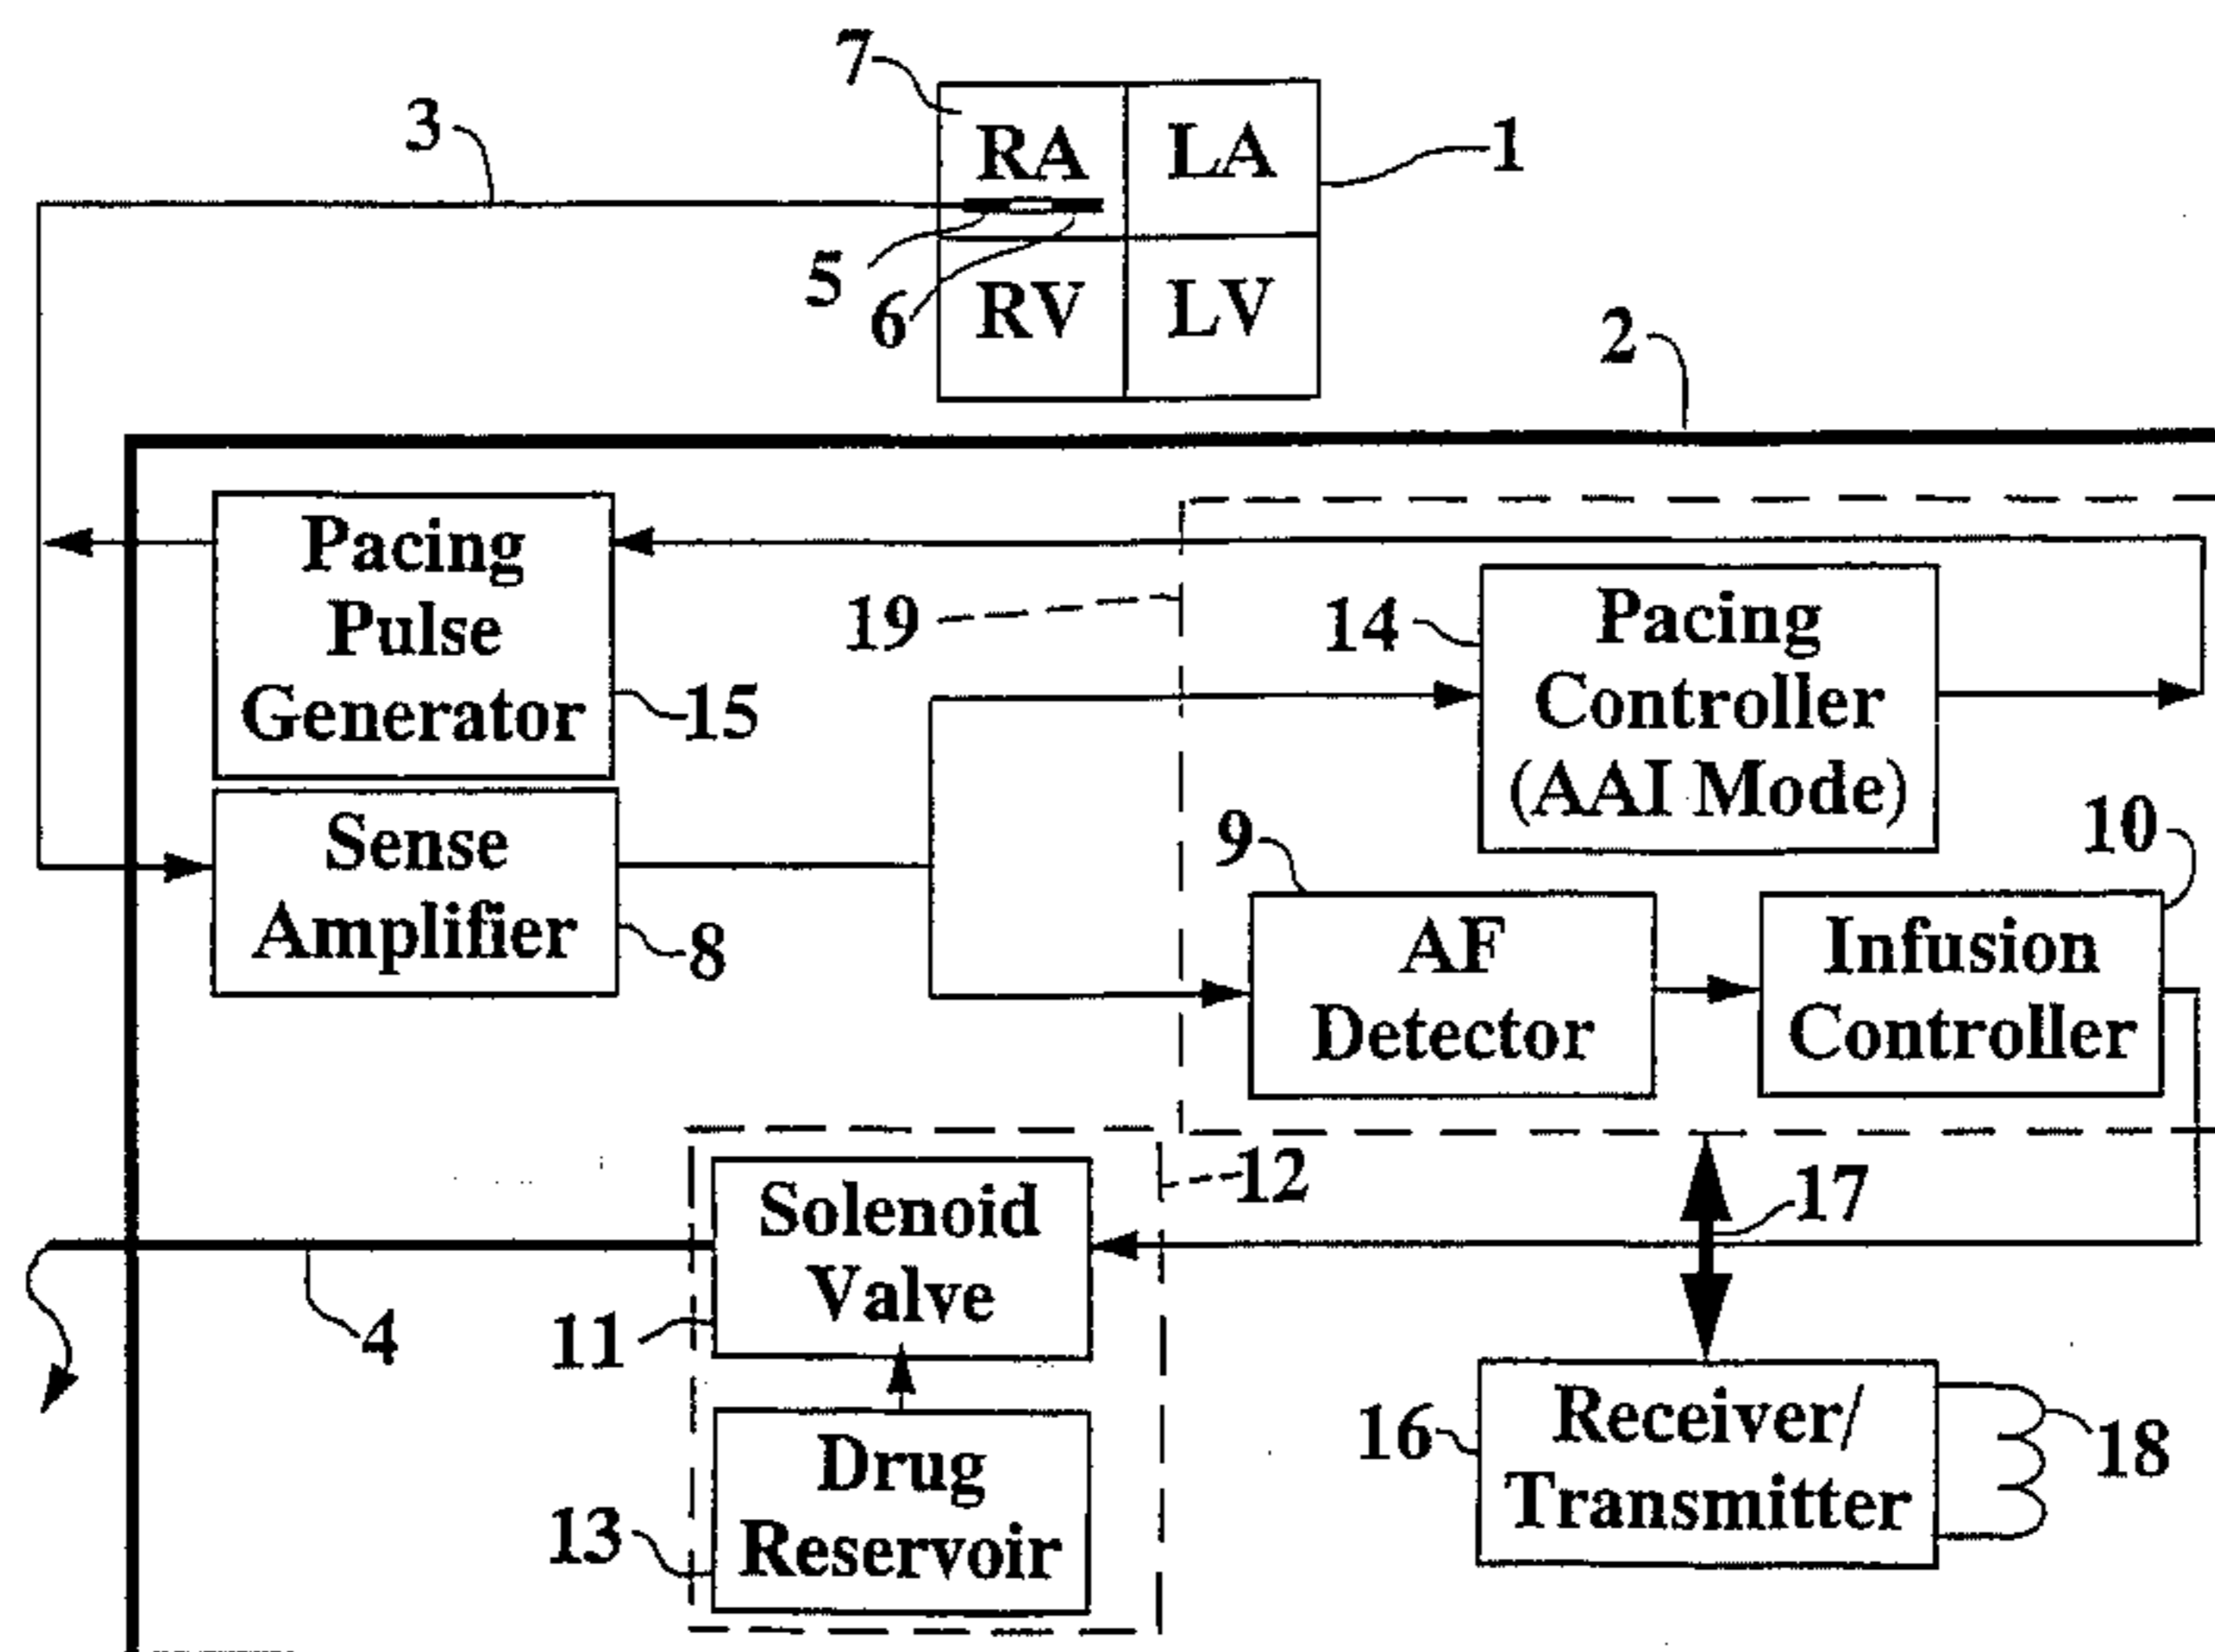 7
3
RA
LA
1
5
6
RV
LV
2
Pacing
Pulse
Generator
15
19
14
Pacing
Controller
(AAI Mode)
Sense
Amplifier
8
9
AF
Detector
10
Infusion
Controller
12
17
Solenoid
Valve
4
11
Drug
Reservoir
13
16
Receiver/
Transmitter
18